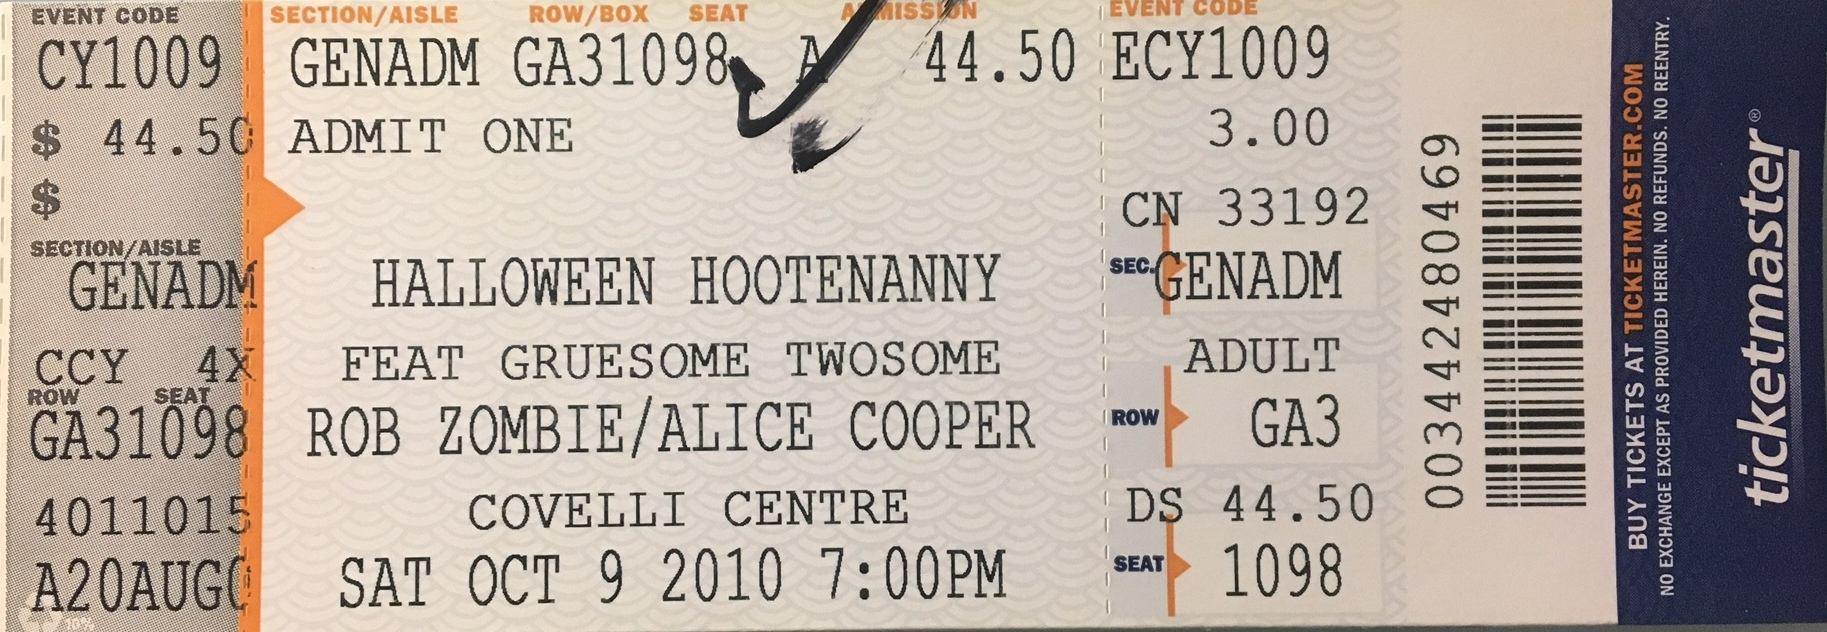 EVENT CODE
CY1009
$ 44.50
$
SECTION/AISLE
GENADM
CCY 4X
ROW SEAT
GA31098
4011015
A20AUG
10%
SECTION/AISLE ROW/BOX SEAT ADMISSION
GENADM GA31098 A 44.50
ADMIT ONE
HALLOWEEN HOOTENANNY
FEAT GRUESOME TWOSOME
ROB ZOMBIE/ALICE COOPER
COVELLI CENTRE
SAT OCT 9 2010 7:00PM
EVENT CODE
ECY1009
3.00
CN 33192
SEC. GENADM
ADULT
ROW GA3
DS 44.50
SEAT 1098
003442480469
BUY TICKETS AT TICKETMASTER.COM
NO EXCHANGE EXCEPT AS PROVIDED HEREIN. NO REFUNDS. NO REENTRY.
ticketmaster®